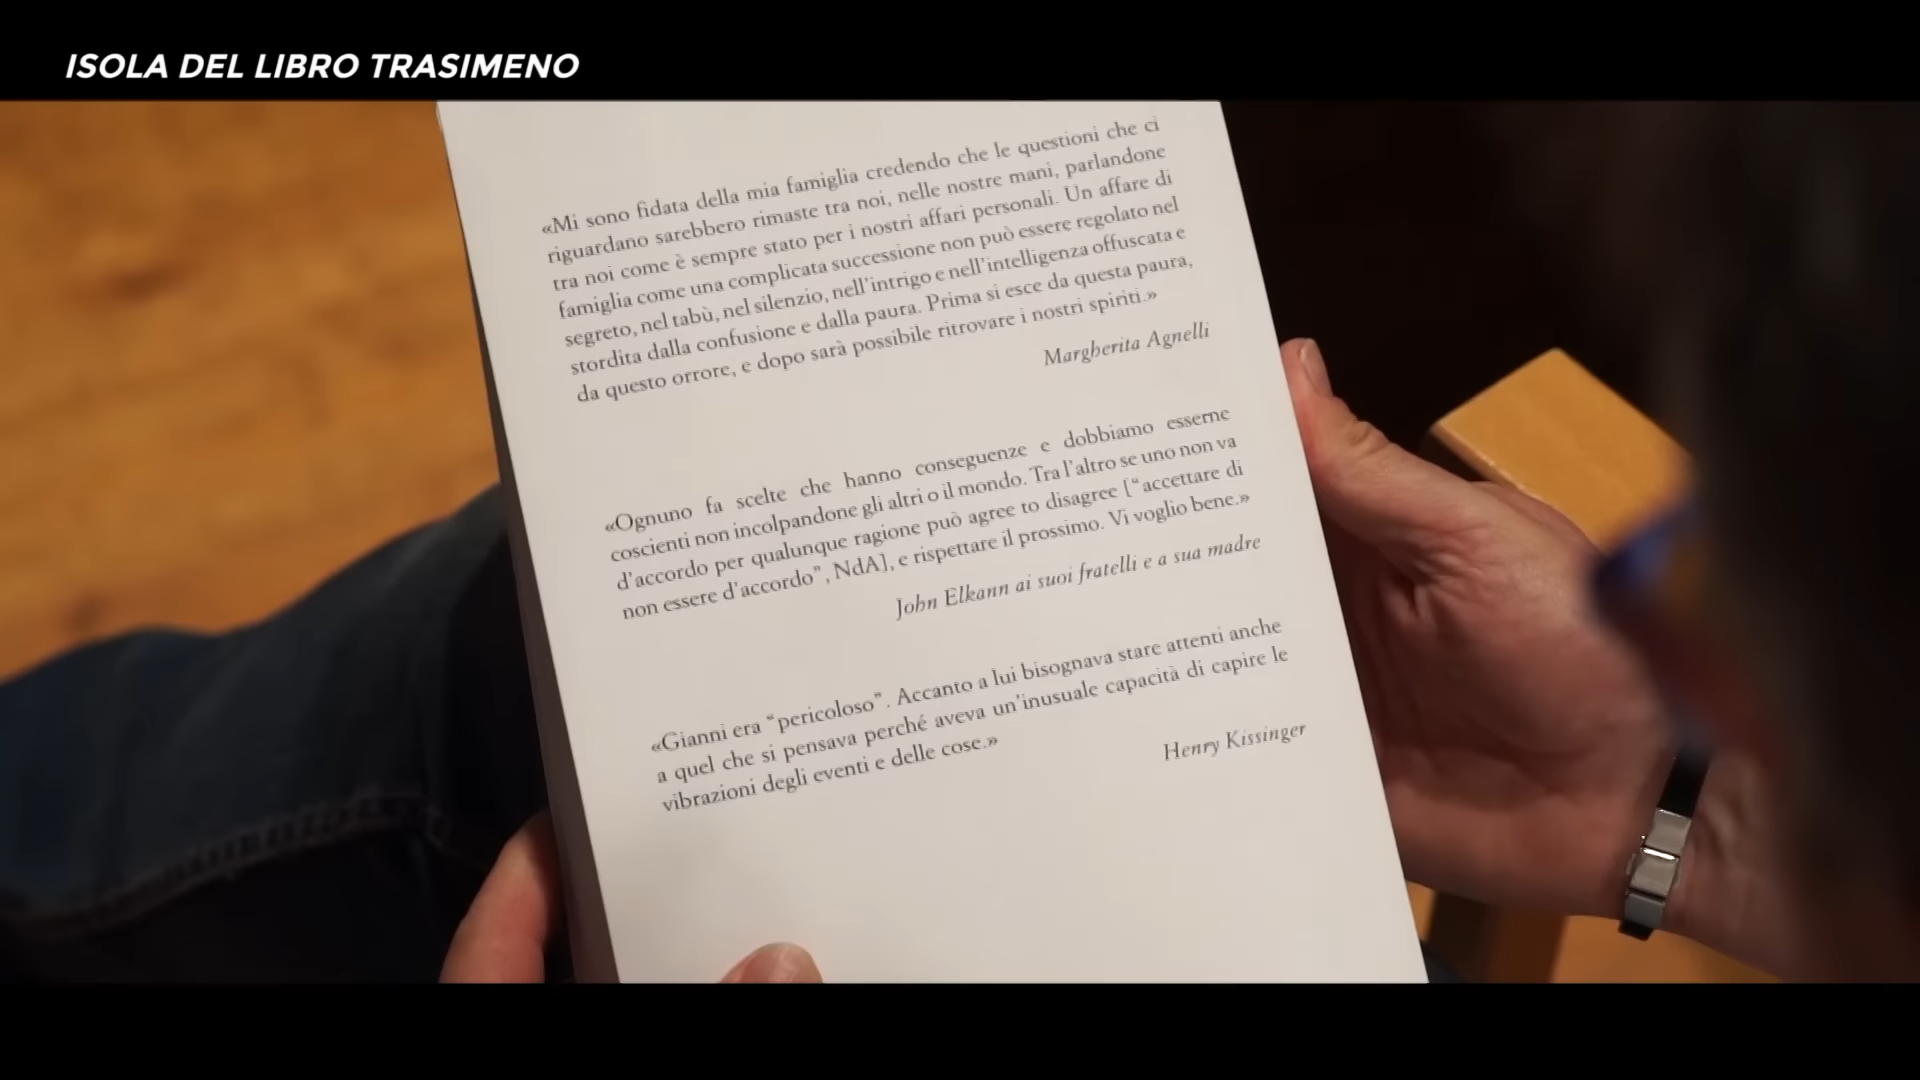 ISOLA DEL LIBRO TRASIMENO
«Mi sono fidata della mia famiglia credendo che le questioni che ci
riguardano sarebbero rimaste tra noi, nelle nostre mani, parlandone
tra noi come è sempre stato per i nostri affari personali. Un affare di
famiglia come una complicata successione non può essere regolato nel
segreto, nel tabù, nel silenzio, nell'intrigo e nell'intelligenza offuscata e
stordita dalla confusione e dalla paura. Prima si esce da questa paura,
da questo orrore, e dopo sarà possibile ritrovare i nostri spiriti.»
Margherita Agnelli
«Ognuno fa scelte che hanno conseguenze e dobbiamo esserne
coscienti non incolpandone gli altri o il mondo. Tra l'altro se uno non va
d'accordo per qualunque ragione può agree to disagree [“accettare di
non essere d'accordo”, NdA], e rispettare il prossimo. Vi voglio bene.»
John Elkann ai suoi fratelli e a sua madre
«Gianni era “pericoloso”. Accanto a lui bisognava stare attenti anche
a quel che si pensava perché aveva un'inusuale capacità di capire le
vibrazioni degli eventi e delle cose.»
Henry Kissinger